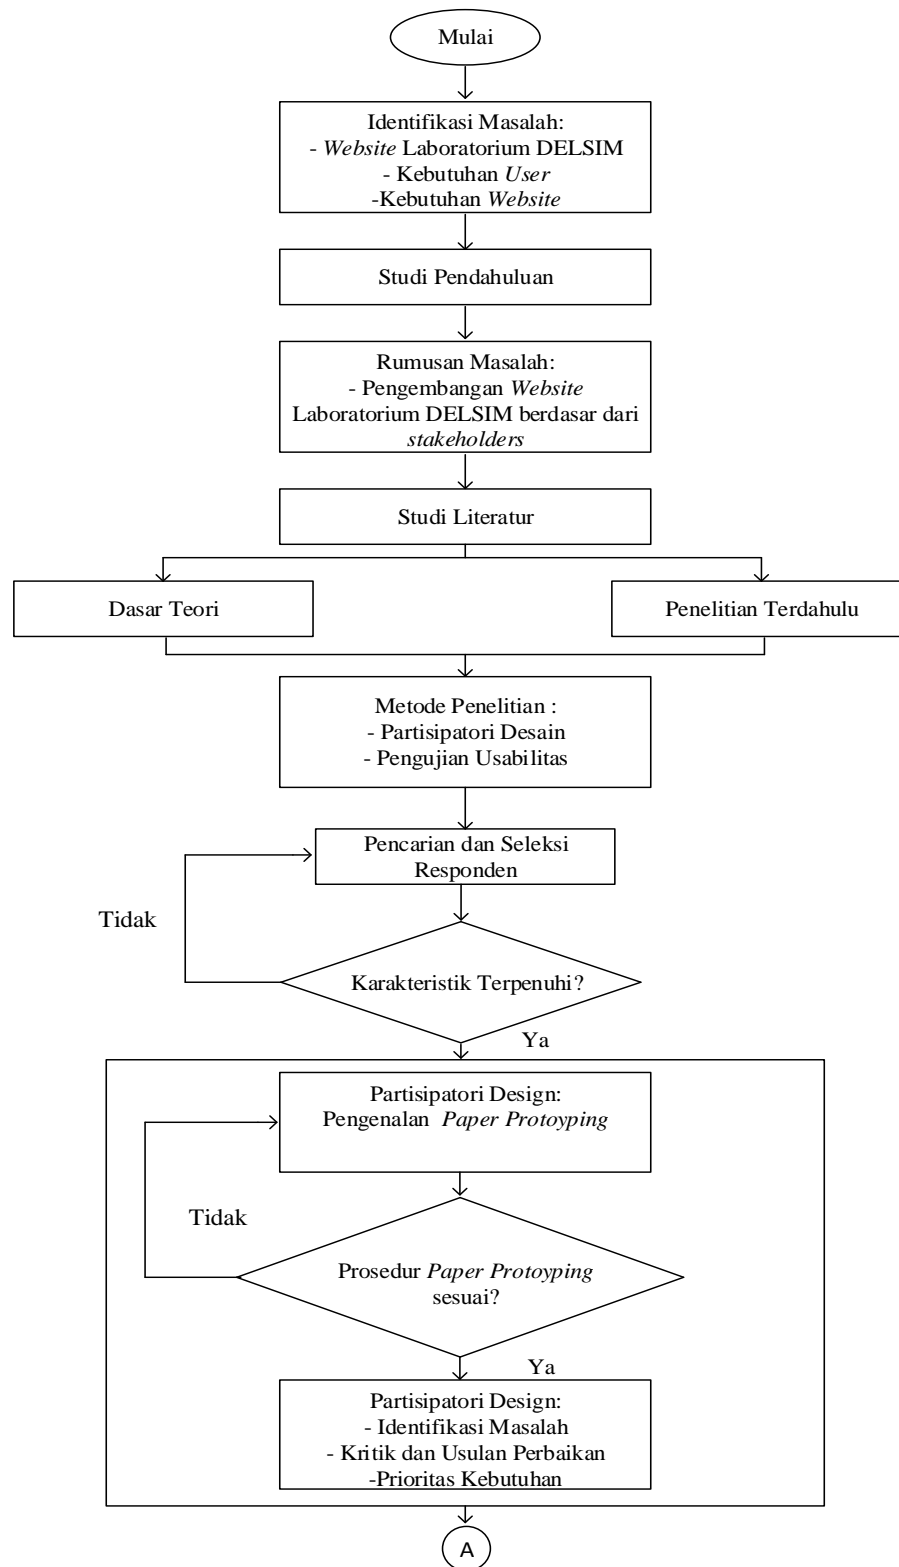 Mulai
Identifikasi Masalah:
- Website Laboratorium DELSIM
- Kebutuhan User
-Kebutuhan Website
Studi Pendahuluan
Rumusan Masalah:
- Pengembangan Website
Laboratorium DELSIM berdasar dari
stakeholders
Studi Literatur
Dasar Teori
Penelitian Terdahulu
Metode Penelitian :
- Partisipatori Desain
- Pengujian Usabilitas
Pencarian dan Seleksi
Responden
Tidak
Karakteristik Terpenuhi?
Ya
Partisipatori Design:
Pengenalan Paper Protoyping
Tidak
Prosedur Paper Protoyping
sesuai?
Ya
Partisipatori Design:
- Identifikasi Masalah
- Kritik dan Usulan Perbaikan
-Prioritas Kebutuhan
A